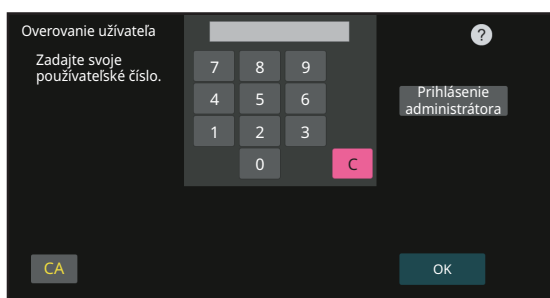 Overovanie užívateľa
?
Zadajte svoje
používateľské číslo.
7 8 9
4 5 6
1 2 3
0 C
Prihlásenie
administrátora
CA
OK